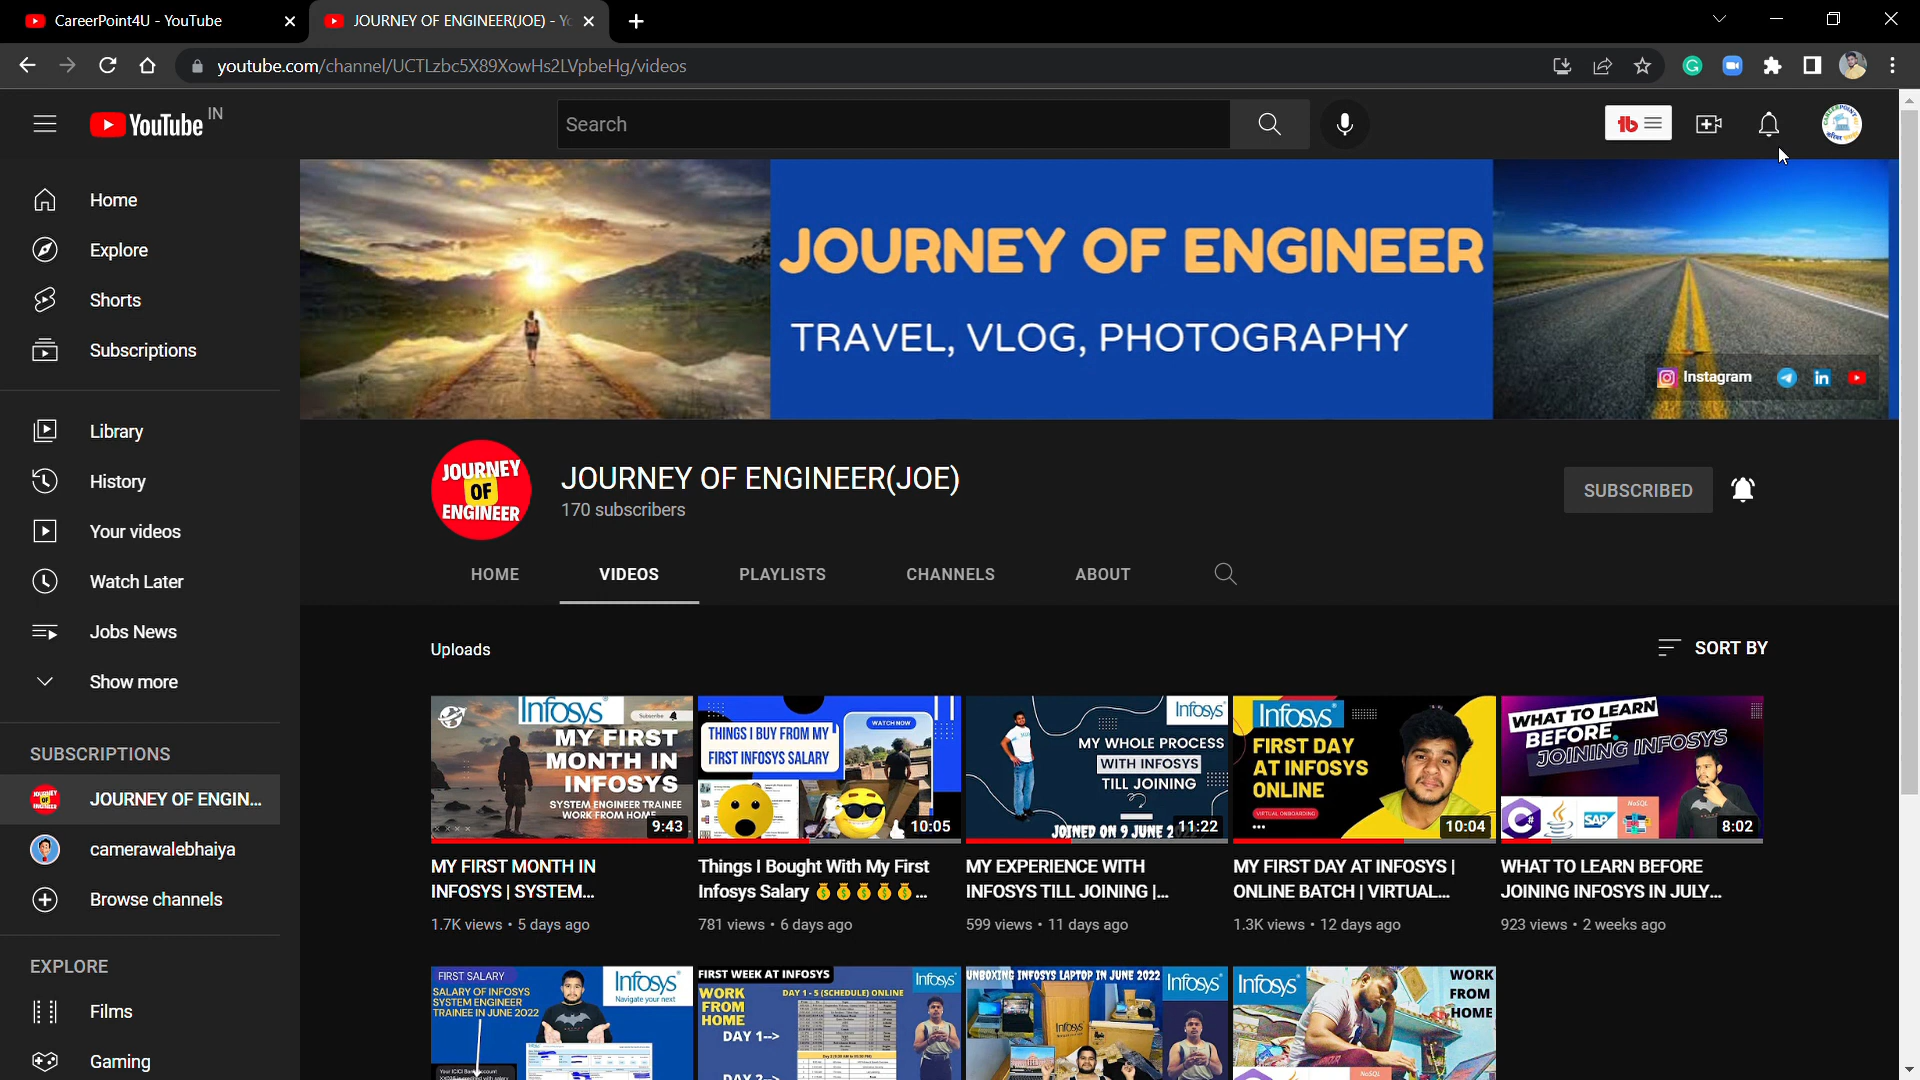 CareerPoint4U - YouTube
JOURNEY OF ENGINEER(JOE) - Yo
youtube.com/channel/UCTLzbc5X89XowHs2LVpbeHg/videos
YouTube IN
Search
Home
Explore
Shorts
Subscriptions
Library
History
Your videos
Watch Later
Jobs News
Show more
SUBSCRIPTIONS
JOURNEY OF ENGIN...
camerawalebhaiya
Browse channels
EXPLORE
Films
Gaming
JOURNEY OF ENGINEER
TRAVEL, VLOG, PHOTOGRAPHY
Instagram
JOURNEY
OF
ENGINEER
JOURNEY OF ENGINEER(JOE)
170 subscribers
SUBSCRIBED
HOME
VIDEOS
PLAYLISTS
CHANNELS
ABOUT
Uploads
SORT BY
Infosys
Subscribe
MY FIRST
MONTH IN
INFOSYS
SYSTEM ENGINEER TRAINEE
WORK FROM HOME
9:43
MY FIRST MONTH IN
INFOSYS | SYSTEM...
1.7K views • 5 days ago
WATCH NOW
THINGS I BUY FROM MY
FIRST INFOSYS SALARY
10:05
Things I Bought With My First
Infosys Salary 💰💰💰💰💰...
781 views • 6 days ago
Infosys
MY WHOLE PROCESS
WITH INFOSYS
TILL JOINING
JOINED ON 9 JUNE
11:22
MY EXPERIENCE WITH
INFOSYS TILL JOINING |...
599 views • 11 days ago
Infosys
FIRST DAY
AT INFOSYS
ONLINE
VIRTUAL ONBOARDING
10:04
MY FIRST DAY AT INFOSYS |
ONLINE BATCH | VIRTUAL...
1.3K views • 12 days ago
WHAT TO LEARN
BEFORE
JOINING INFOSYS
SAP
NoSQL
8:02
WHAT TO LEARN BEFORE
JOINING INFOSYS IN JULY...
923 views • 2 weeks ago
FIRST SALARY
SALARY OF INFOSYS
SYSTEM ENGINEER
TRAINEE IN JUNE 2022
Infosys
Navigate your next
FIRST WEEK AT INFOSYS
Infosys
WORK
FROM
HOME
DAY 1 - 5 (SCHEDULE) ONLINE
DAY 1-->
DAY 2-->
UNBOXING INFOSYS LAPTOP IN JUNE 2022
Infosys
Infosys
Infosys
WORK
FROM
HOME
NoSQL